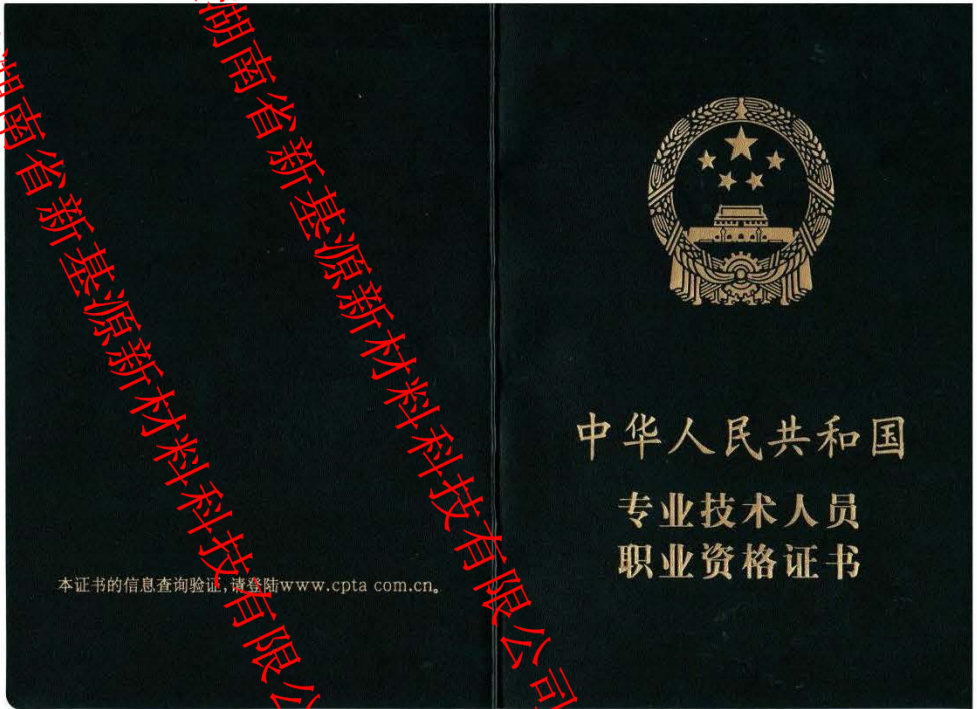 湖南省新基源新材料科技有限公司
湖南省新基源新材料科技有限公
本证书的信息查询验证,请登陆www.cpta com.cn。
中华人民共和国
专业技术人员
职业资格证书